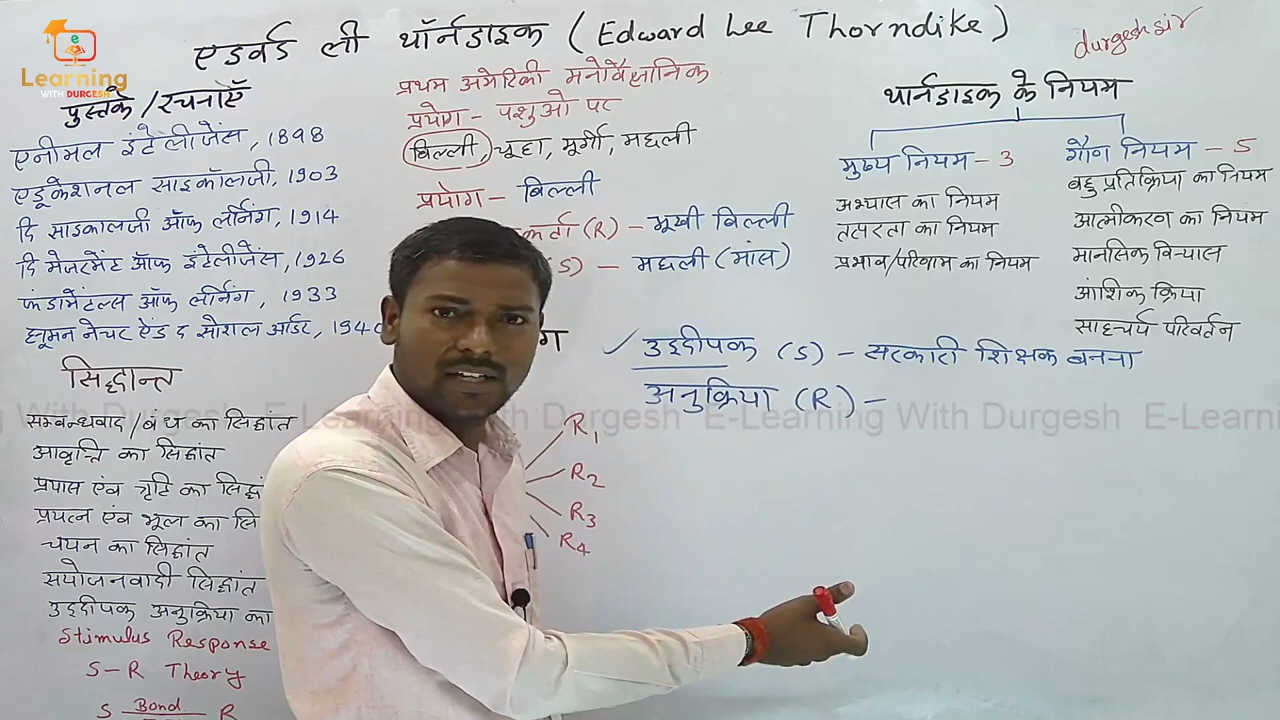 एडवर्ड ली थॉर्नडाइक ( Edward Lee Thorndike )
durgesh sir
e
Learning
WITH DURGESH
पुस्तकें /रचनाएँ
एनीमल इंटेलीजेंस , 1898
एडूकेशनल साइकॉलजी, 1903
दि साइकालजी ऑफ लर्निंग, 1914
दि मेजरमेंट ऑफ इंटेलीजेंस, 1926
फंडामेंटल्स ऑफ लर्निंग , 1933
ह्यूमन नेचर ऐंड द सोशल आर्डर, 1940
सिद्धान्त
सम्बन्धवाद / बंध का सिद्धांत
आवृत्ति का सिद्धांत
प्रयास एंव त्रुटि का सिद्धां
प्रयत्न एंव भूल का सि
चयन का सिद्धांत
सयोजनवादी सिद्धांत
उद्दीपक अनुक्रिया का
Stimulus Response
S-R Theory
S Bond R
प्रथम अमेरिकी मनोवैज्ञानिक
प्रयोग - पशुओ पर
बिल्ली, चूहा, मुर्गी, मछली
प्रयोग - बिल्ली
कर्ता (R) - भूखी बिल्ली
(S) - मछली (मांस)
ग
R1
R2
R3
R4
थार्नडाइक के नियम
मुख्य नियम - 3
अभ्यास का नियम
तत्परता का नियम
प्रभाव/परिणाम का नियम
गौण नियम - 5
बहु प्रतिक्रिया का नियम
आत्मीकरण का नियम
मानसिक विन्यास
आंशिक क्रिया
साहचर्य परिवर्तन
✓ उद्दीपक (S) - सरकारी शिक्षक बनना
अनुक्रिया (R) -
ng With Durgesh E-Learning With Durgesh E-Learni